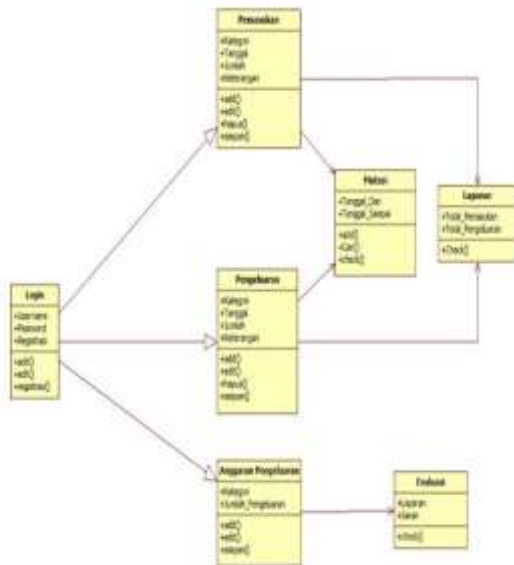 Pemasukan
+Kategori
+Tanggal
+Jumlah
+Keterangan
+add()
+edit()
+hapus()
+simpan()
Mutasi
+Tanggal_Dari
+Tanggal_Sampai
+add()
+Cari()
+check()
Laporan
+Total_Pemasukan
+Total_Pengeluaran
+Check()
Pengeluaran
+Kategori
+Tanggal
+Jumlah
+Keterangan
+add()
+edit()
+hapus()
+simpan()
Login
+Username
+Password
+Registrasi
+add()
+edit()
+registrasi()
Anggaran Pengeluaran
+Kategori
+Jumlah_Pengeluaran
+add()
+edit()
+simpan()
Evaluasi
+Laporan
+Saran
+check()